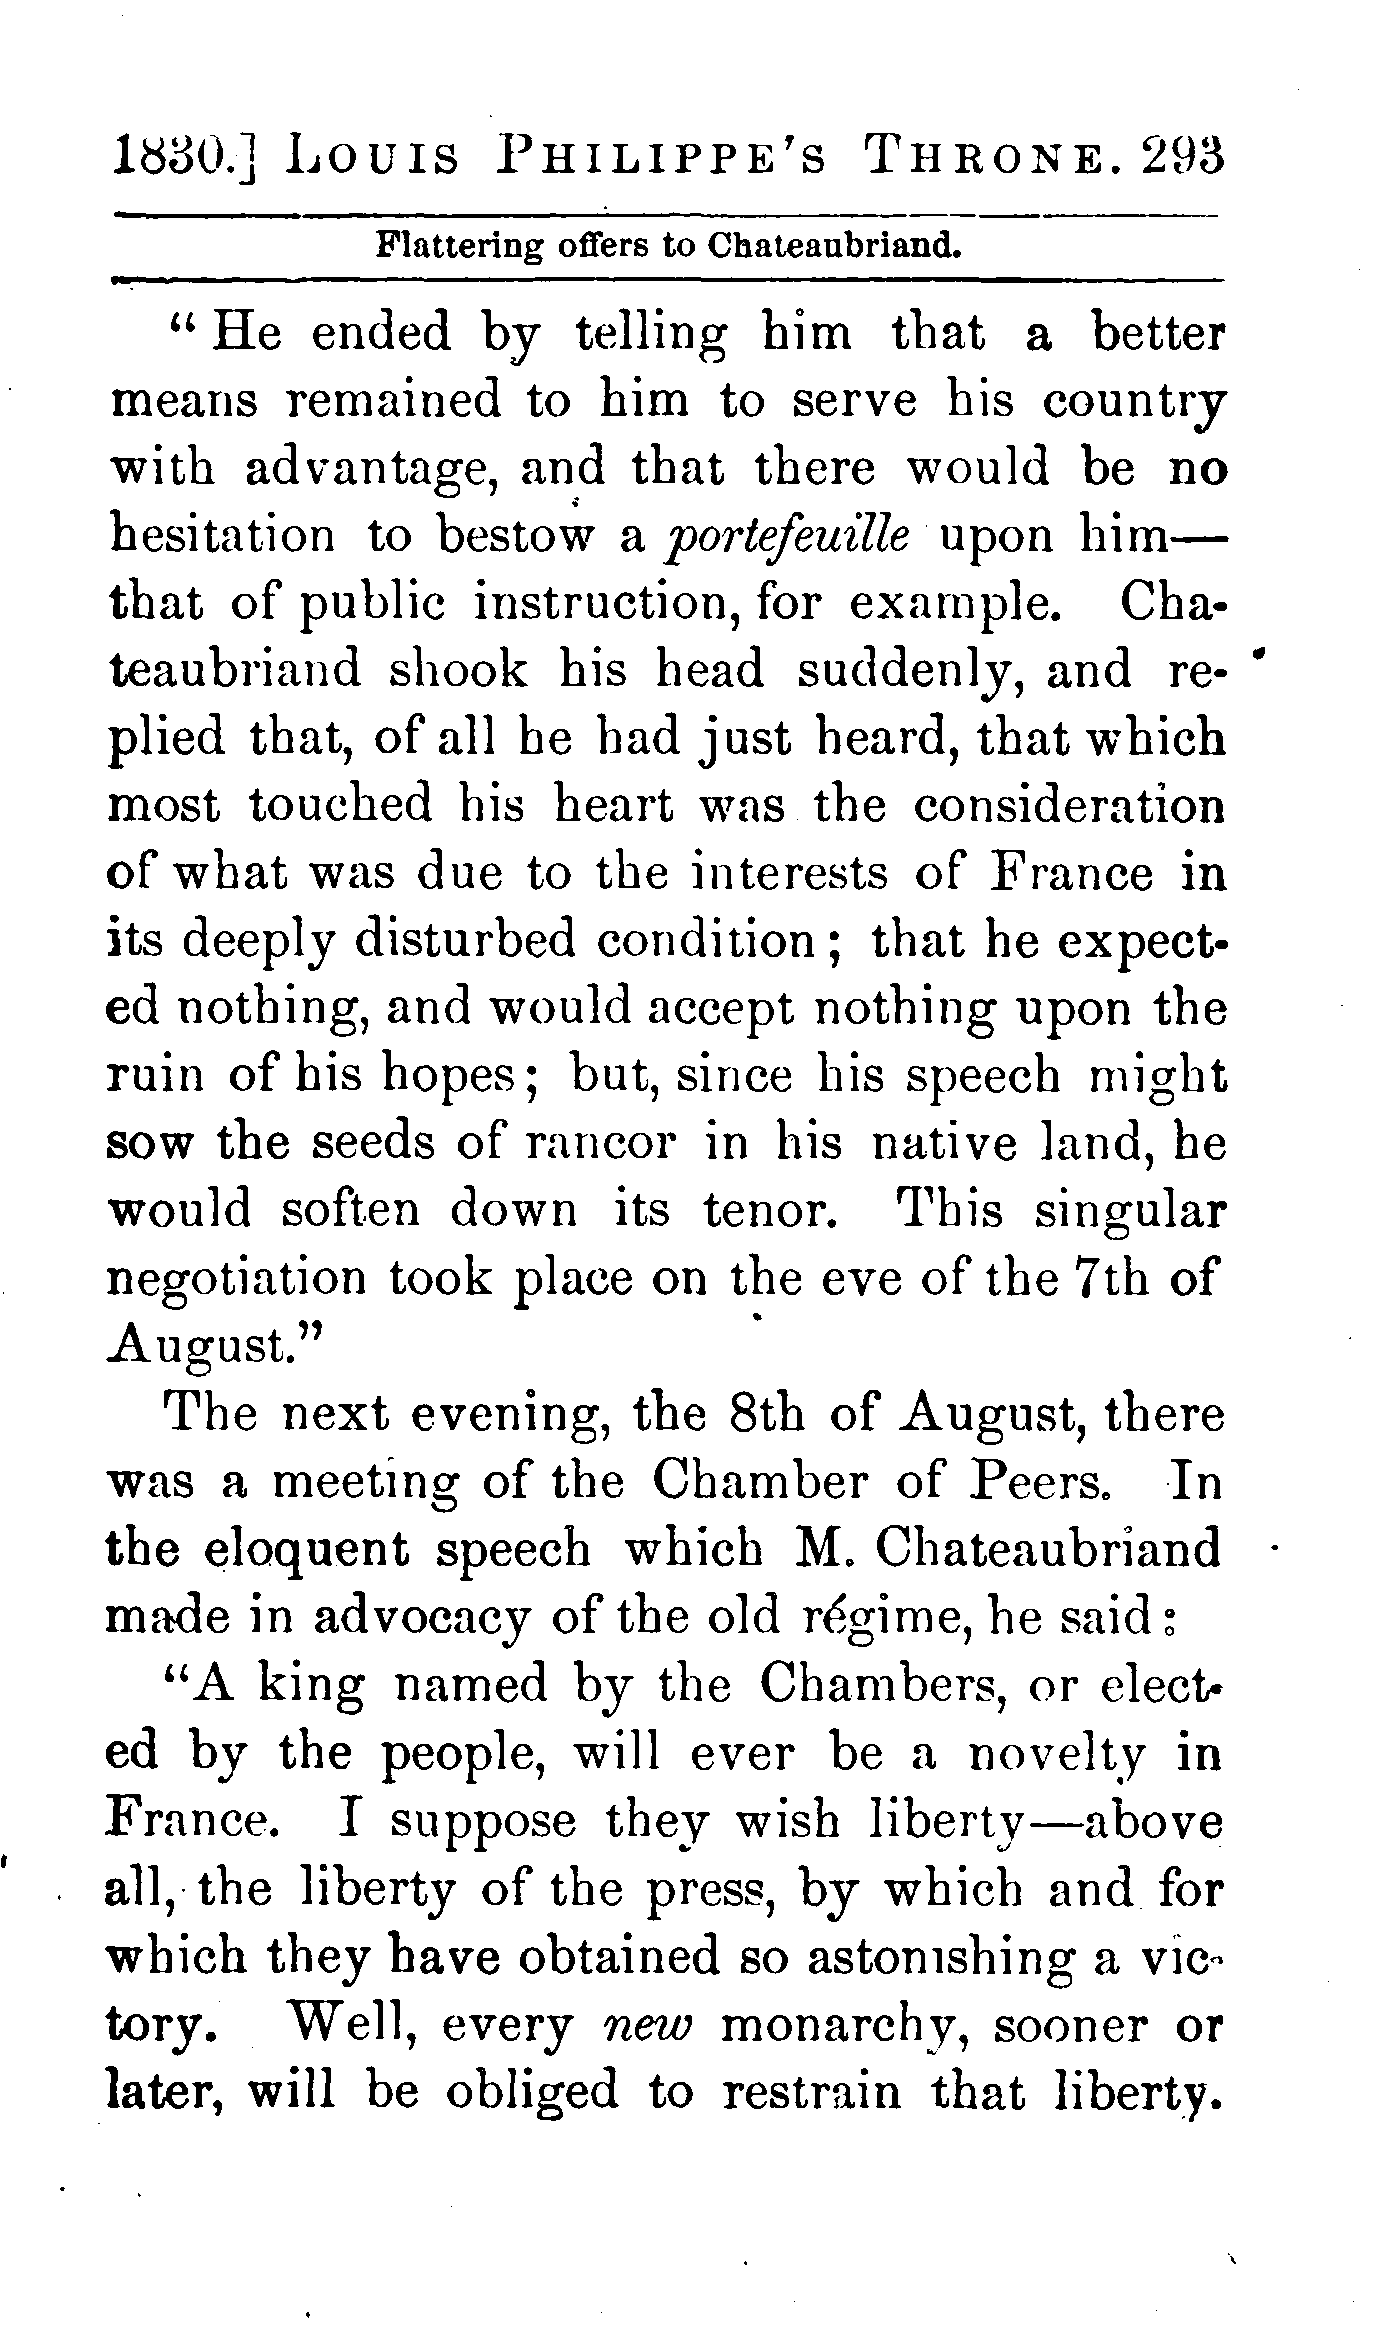 1830.] LOUIS PHILIPPE'S THRONE. 293
Flattering offers to Chateaubriand.
" He ended by telling him that a better
means remained to him to serve his country
with advantage, and that there would be no
hesitation to bestow a portefeuille upon him—
that of public instruction, for example. Cha-
teaubriand shook his head suddenly, and re-
plied that, of all he had just heard, that which
most touched his heart was the consideration
of what was due to the interests of France in
its deeply disturbed condition ; that he expect-
ed nothing, and would accept nothing upon the
ruin of his hopes ; but, since his speech might
sow the seeds of rancor in his native land, he
would soften down its tenor. This singular
negotiation took place on the eve of the 7th of
August."
The next evening, the 8th of August, there
was a meeting of the Chamber of Peers. In
the eloquent speech which M. Chateaubriand
made in advocacy of the old régime, he said :
"A king named by the Chambers, or elect-
ed by the people, will ever be a novelty in
France. I suppose they wish liberty—above
all, the liberty of the press, by which and for
which they have obtained so astonishing a vic-
tory. Well, every new monarchy, sooner or
later, will be obliged to restrain that liberty.